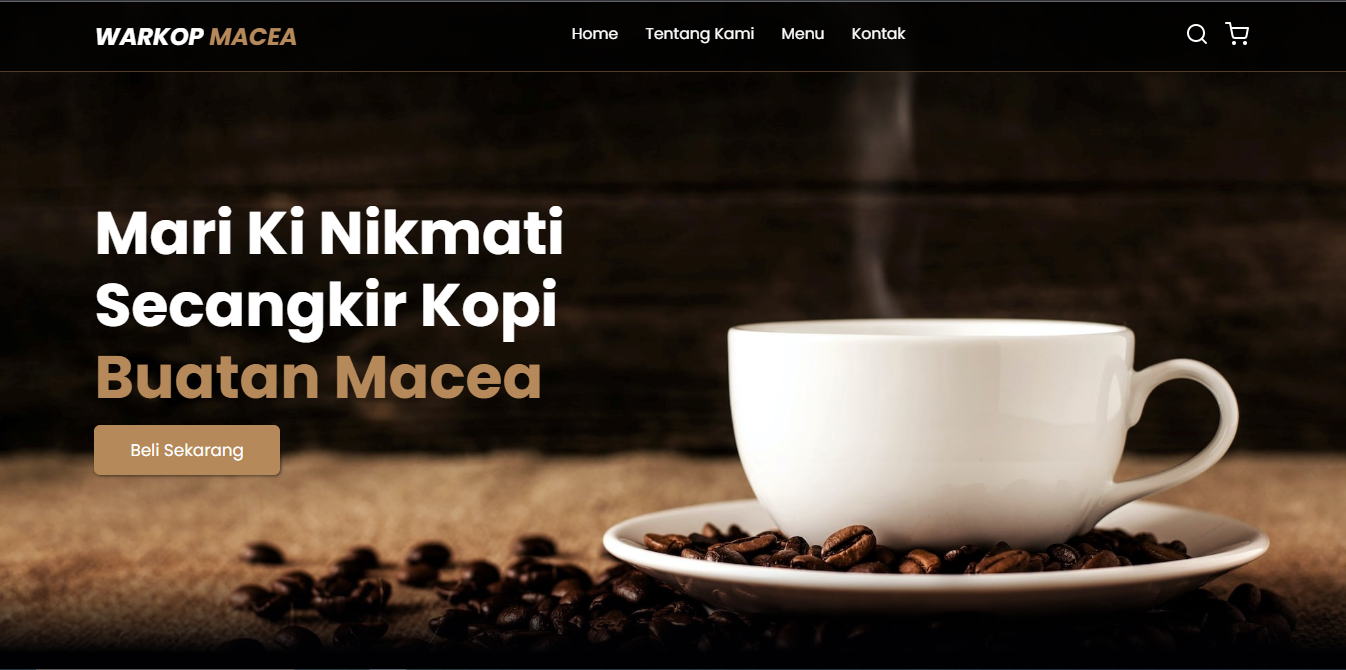 WARKOP MACEA
Home
Tentang Kami
Menu
Kontak
Mari Ki Nikmati
Secangkir Kopi
Buatan Macea
Beli Sekarang